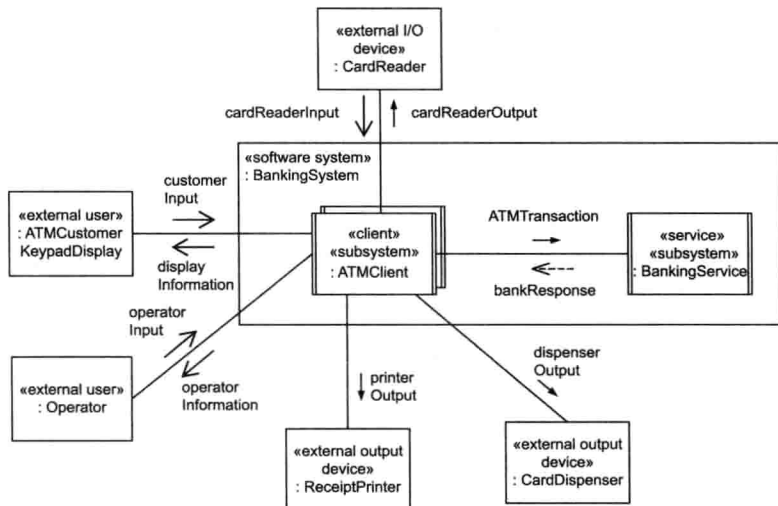 «external I/O
device»
: CardReader
cardReaderInput
cardReaderOutput
«software system»
: BankingSystem
customer
Input
«external user»
: ATMCustomer
KeypadDisplay
display
Information
«client»
«subsystem»
: ATMClient
ATMTransaction
bankResponse
«service»
«subsystem»
: BankingService
operator
Input
operator
Information
«external user»
: Operator
printer
Output
dispenser
Output
«external output
device»
: ReceiptPrinter
«external output
device»
: CardDispenser